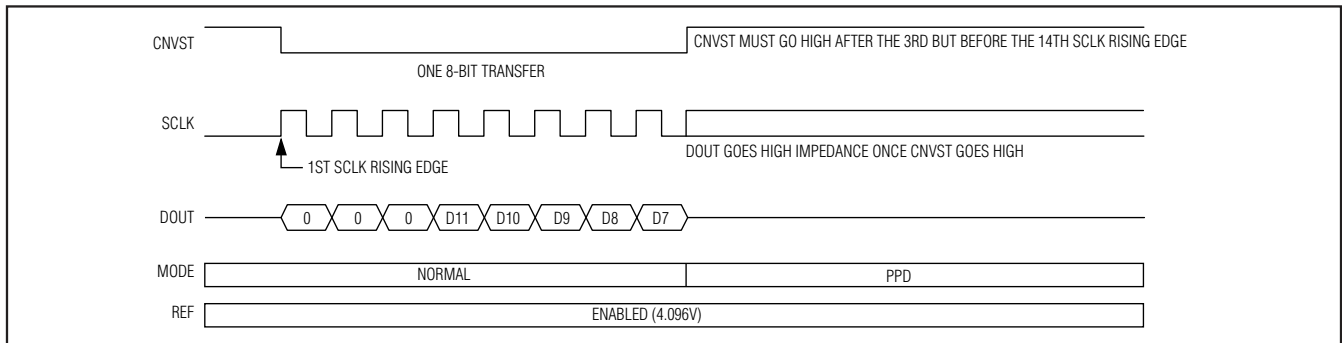 CNVST
CNVST MUST GO HIGH AFTER THE 3RD BUT BEFORE THE 14TH SCLK RISING EDGE
ONE 8-BIT TRANSFER
SCLK
DOUT GOES HIGH IMPEDANCE ONCE CNVST GOES HIGH
1ST SCLK RISING EDGE
DOUT 0 0 0 D11 D10 D9 D8 D7
MODE NORMAL PPD
REF ENABLED (4.096V)